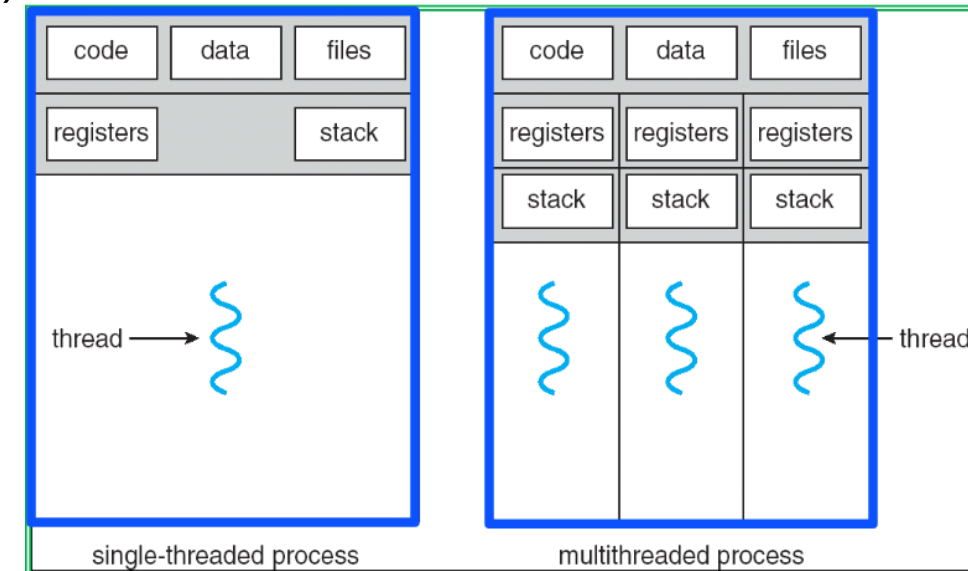 code data files code data files
registers stack registers registers registers
stack stack stack
thread thread
single-threaded process multithreaded process